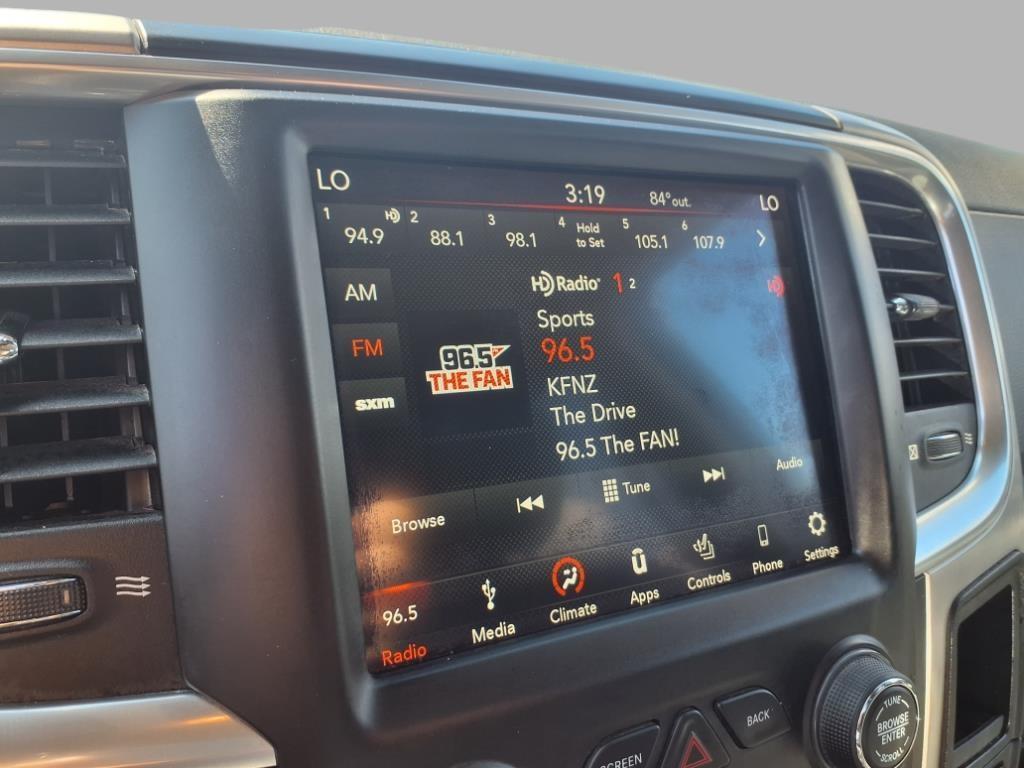 LO 3:19 84° out. LO
1 94.9 HD 2 88.1 3 98.1 4 Hold to Set 5 105.1 6 107.9
AM
FM
sxm
96.5
THE FAN
HD Radio 1 2
HD
Sports
96.5
KFNZ
The Drive
96.5 The FAN!
Browse Tune Audio
96.5
Radio Media Climate Apps Controls Phone Settings
SCREEN BACK
TUNE
BROWSE
ENTER
SCROLL